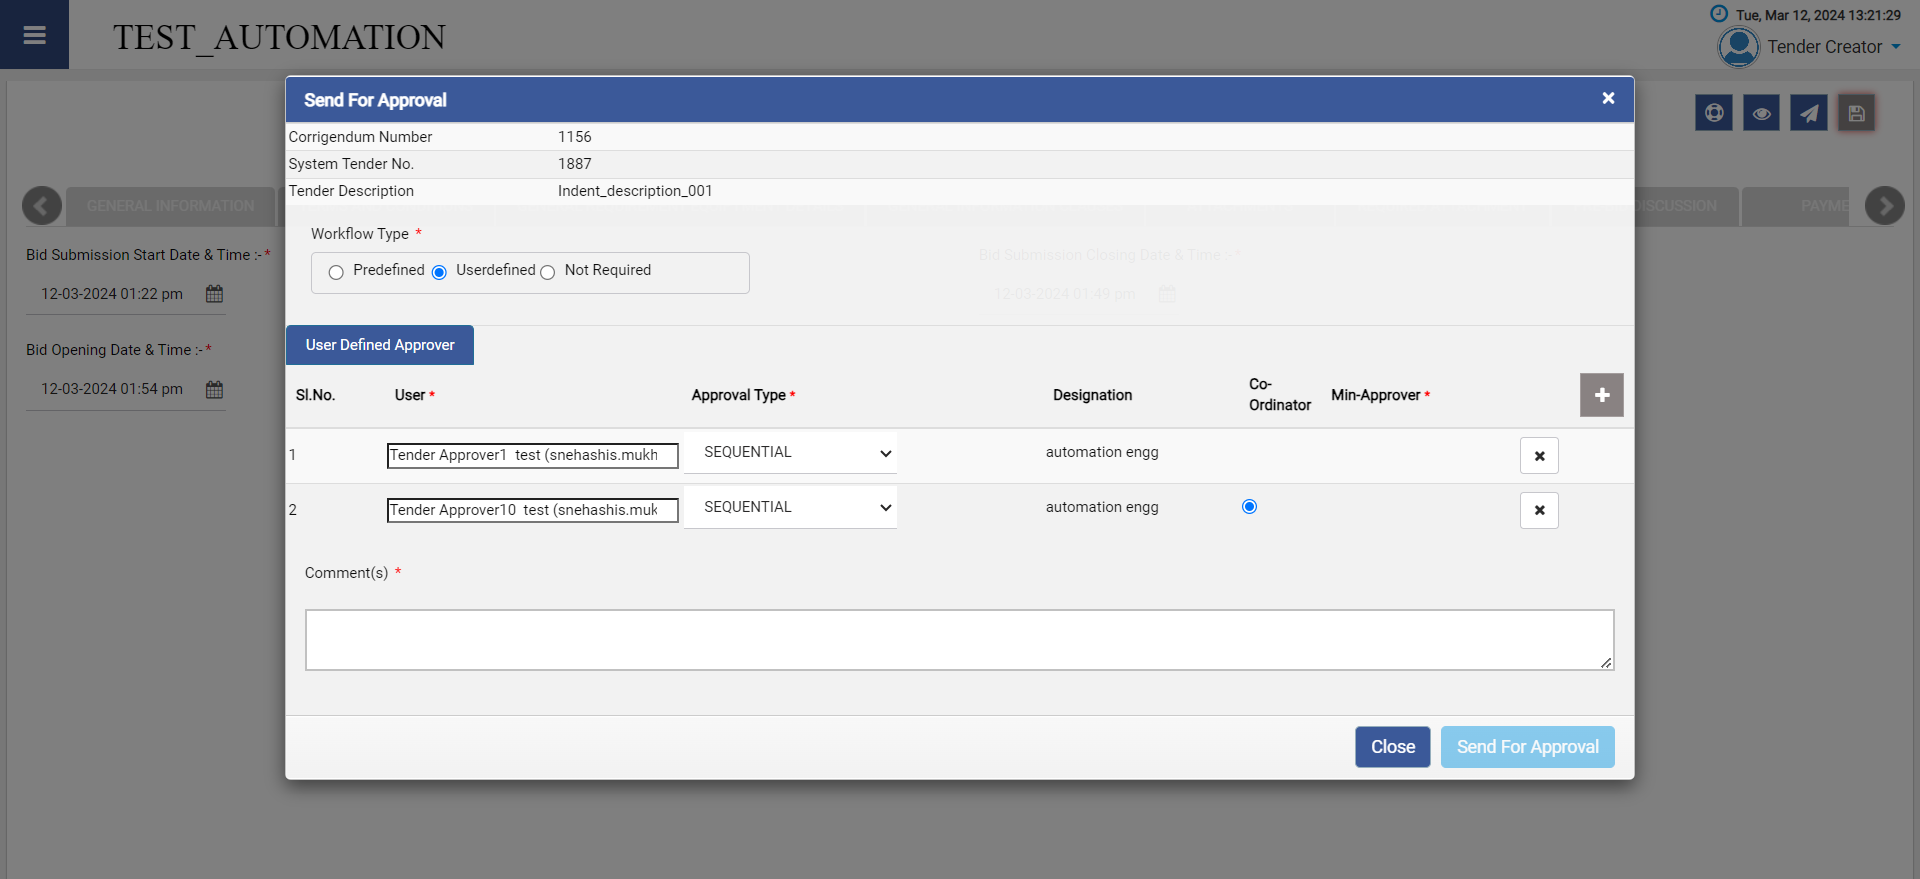 TEST_AUTOMATION
Tue, Mar 12, 2024 13:21:29
Tender Creator
Send For Approval
Corrigendum Number 1156
System Tender No. 1887
Tender Description Indent_description_001
GENERAL INFORMATION
DISCUSSION
PAYME
Workflow Type *
Bid Submission Start Date & Time :- *
Bid Submission Closing Date & Time :- *
Predefined Userdefined Not Required
12-03-2024 01:22 pm
12-03-2024 01:49 pm
Bid Opening Date & Time :- *
12-03-2024 01:54 pm
User Defined Approver
Sl.No. User * Approval Type * Designation Co-Ordinator Min-Approver *
1 Tender Approver1 test (snehashis.mukh SEQUENTIAL automation engg
2 Tender Approver10 test (snehashis.muk SEQUENTIAL automation engg
Comment(s) *
Close Send For Approval